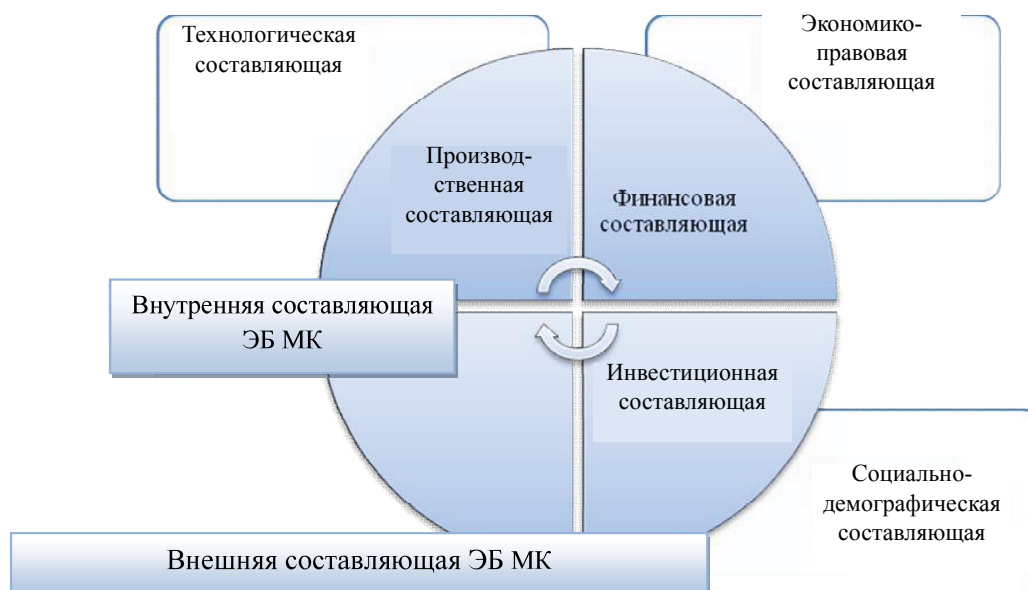 Технологическая
составляющая
Экономико-
правовая
составляющая
Производ-
ственная
составляющая
Финансовая
составляющая
Внутренняя составляющая
ЭБ МК
Инвестиционная
составляющая
Социально-
демографическая
составляющая
Внешняя составляющая ЭБ МК